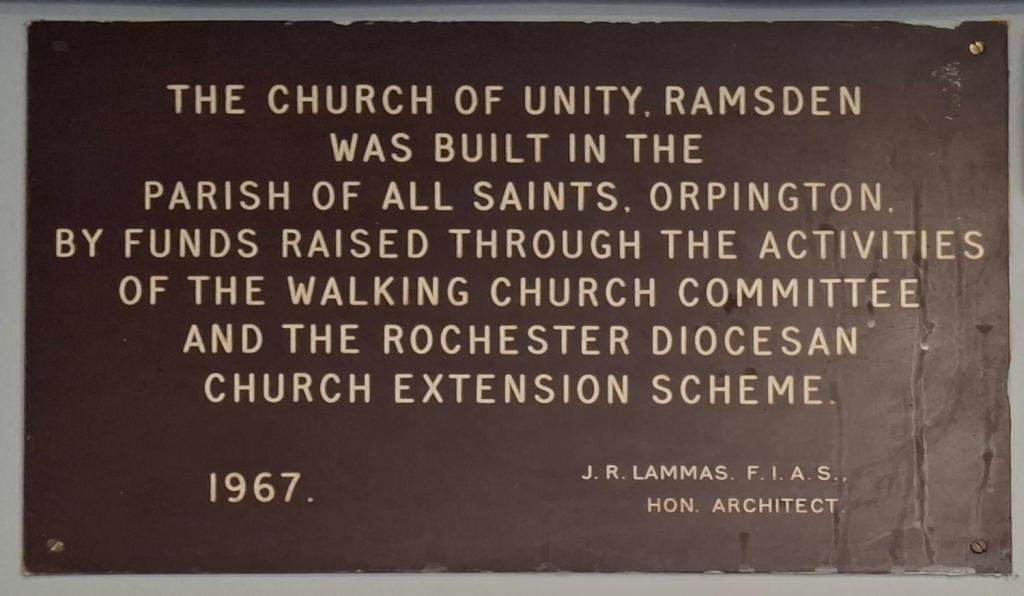 THE CHURCH OF UNITY, RAMSDEN
WAS BUILT IN THE
PARISH OF ALL SAINTS, ORPINGTON,
BY FUNDS RAISED THROUGH THE ACTIVITIES
OF THE WALKING CHURCH COMMITTEE
AND THE ROCHESTER DIOCESAN
CHURCH EXTENSION SCHEME.
1967.
J. R. LAMMAS. F. I. A. S.,
HON. ARCHITECT.